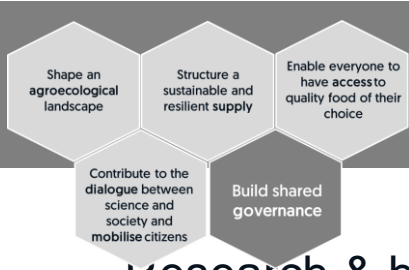 Shape an
agroecological
landscape
Structure a
sustainable and
resilient supply
Enable everyone to
have access to
quality food of their
choice
Contribute to the
dialogue between
science and
society and
mobilise citizens
Build shared
governance